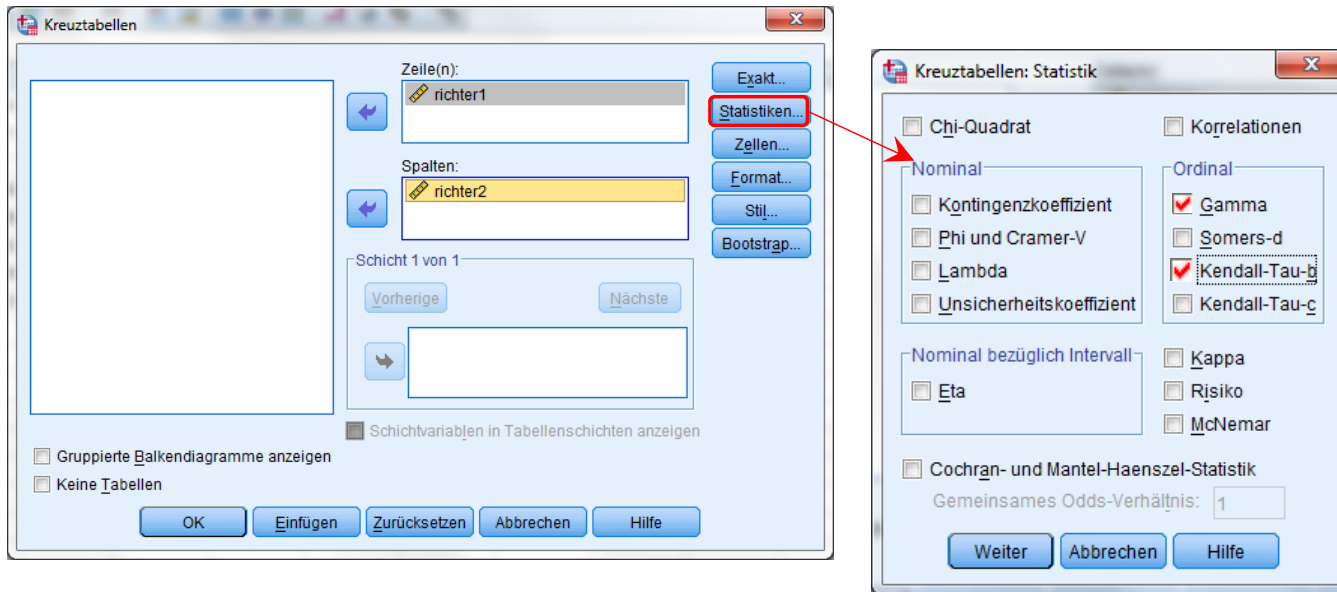 Kreuztabellen
Zeile(n):
richter1
Spalten:
richter2
Schicht 1 von 1
Vorherige
Nächste
Schichtvariablen in Tabellenschichten anzeigen
Gruppierte Balkendiagramme anzeigen
Keine Tabellen
Exakt...
Statistiken...
Zellen...
Format...
Stil...
Bootstrap...
OK Einfügen Zurücksetzen Abbrechen Hilfe
Kreuztabellen: Statistik
Chi-Quadrat
Korrelationen
Nominal
Kontingenzkoeffizient
Phi und Cramer-V
Lambda
Unsicherheitskoeffizient
Ordinal
Gamma
Somers-d
Kendall-Tau-b
Kendall-Tau-c
Nominal bezüglich Intervall
Eta
Kappa
Risiko
McNemar
Cochran- und Mantel-Haenszel-Statistik
Gemeinsames Odds-Verhältnis: 1
Weiter Abbrechen Hilfe